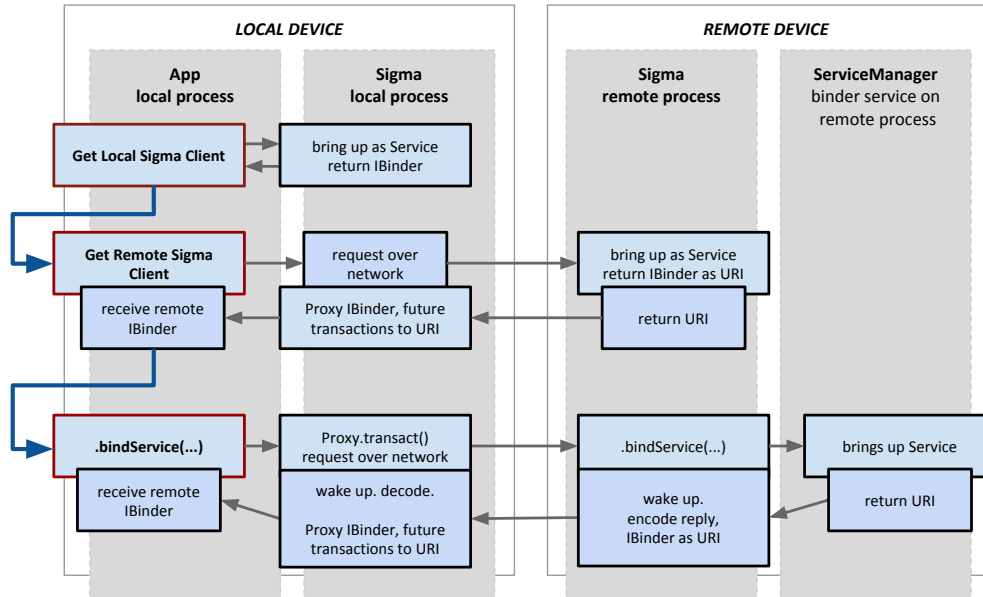 LOCAL DEVICE
REMOTE DEVICE
App
local process
Sigma
local process
Sigma
remote process
ServiceManager
binder service on
remote process
Get Local Sigma Client
bring up as Service
return IBinder
Get Remote Sigma
Client
request over
network
bring up as Service
return IBinder as URI
receive remote
IBinder
Proxy IBinder, future
transactions to URI
return URI
.bindService(...)
Proxy.transact()
request over network
.bindService(...)
brings up Service
receive remote
IBinder
wake up. decode.
Proxy IBinder, future
transactions to URI
wake up.
encode reply,
IBinder as URI
return URI